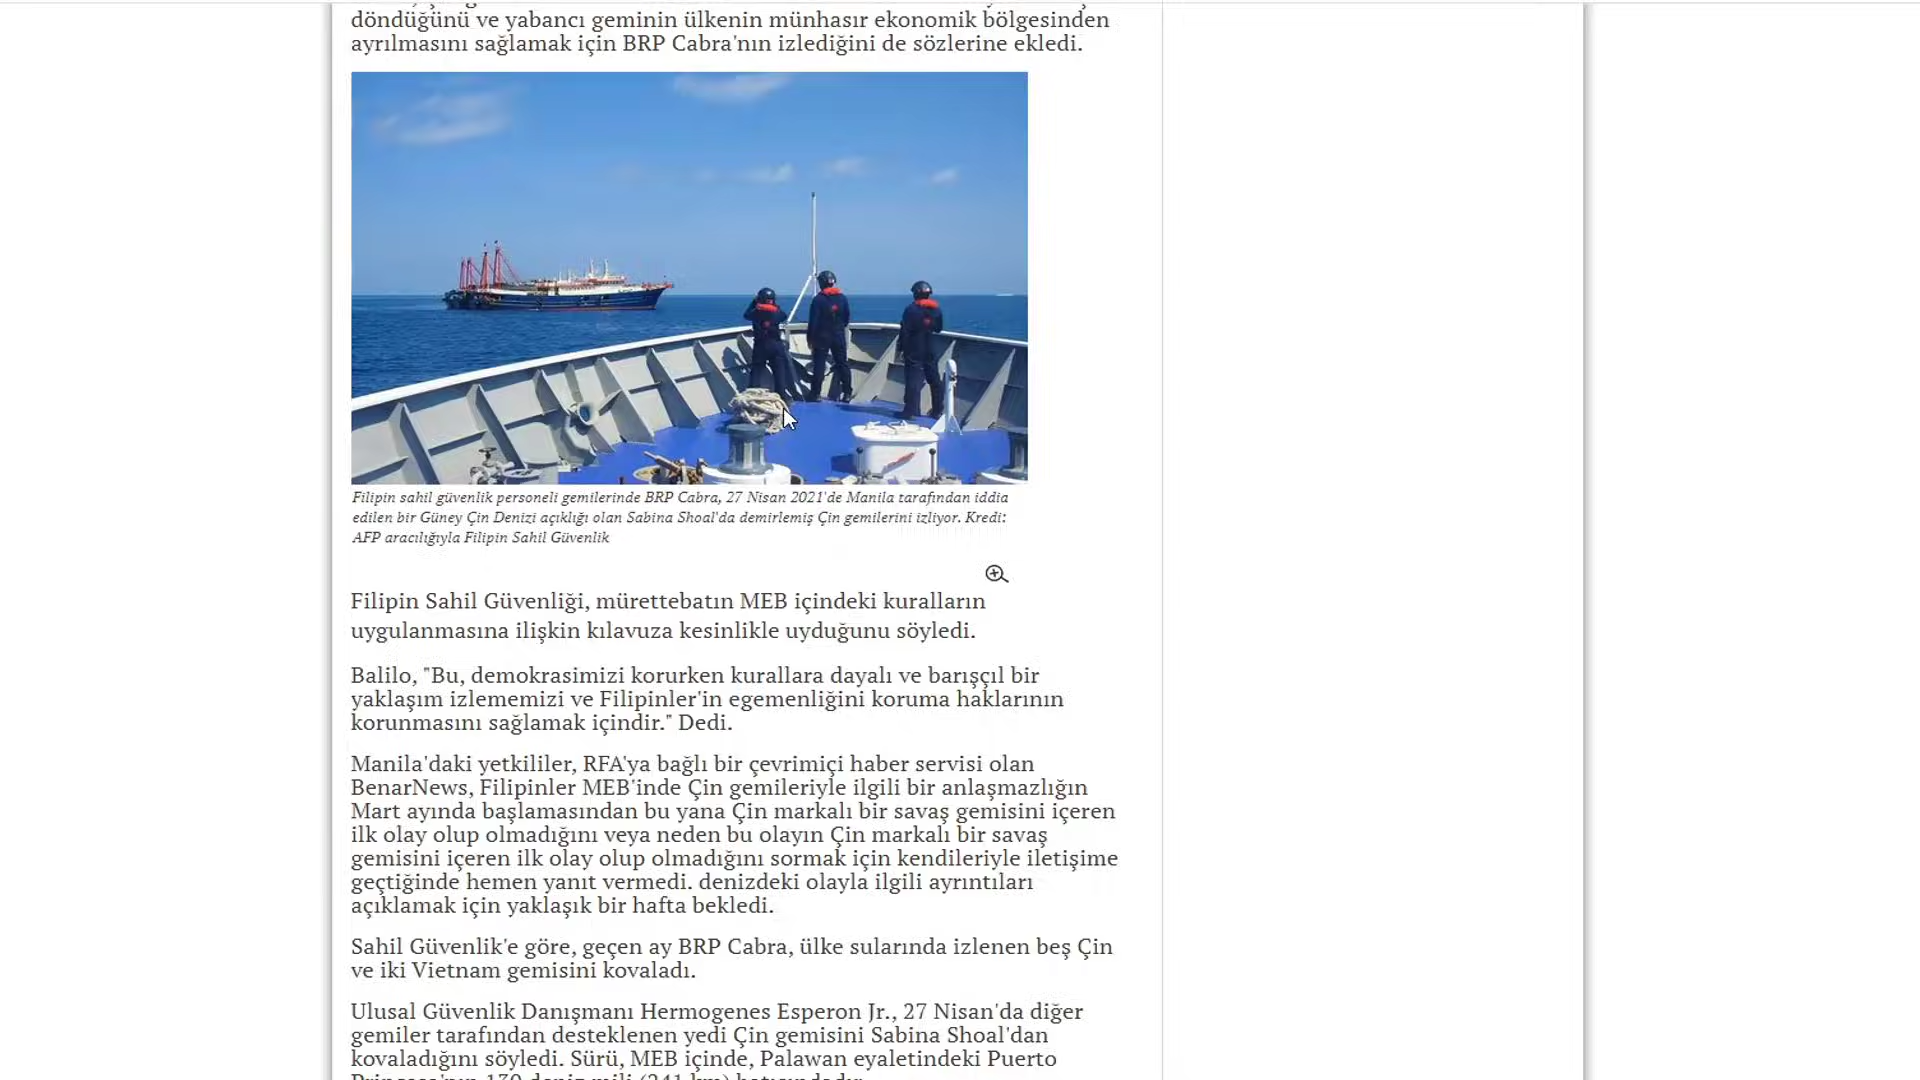 döndüğünü ve yabancı geminin ülkenin münhasır ekonomik bölgesinden
ayrılmasını sağlamak için BRP Cabra'nın izlediğini de sözlerine ekledi.
Filipin sahil güvenlik personeli gemilerinde BRP Cabra, 27 Nisan 2021'de Manila tarafından iddia
edilen bir Güney Çin Denizi açıklığı olan Sabina Shoal'da demirlemiş Çin gemilerini izliyor. Kredi:
AFP aracılığıyla Filipin Sahil Güvenlik
Filipin Sahil Güvenliği, mürettebatın MEB içindeki kuralların
uygulanmasına ilişkin kılavuza kesinlikle uyduğunu söyledi.
Balilo, "Bu, demokrasimizi korurken kurallara dayalı ve barışçıl bir
yaklaşım izlememizi ve Filipinler'in egemenliğini koruma haklarının
korunmasını sağlamak içindir." Dedi.
Manila'daki yetkililer, RFA'ya bağlı bir çevrimiçi haber servisi olan
BenarNews, Filipinler MEB'inde Çin gemileriyle ilgili bir anlaşmazlığın
Mart ayında başlamasından bu yana Çin markalı bir savaş gemisini içeren
ilk olay olup olmadığını veya neden bu olayın Çin markalı bir savaş
gemisini içeren ilk olay olup olmadığını sormak için kendileriyle iletişime
geçtiğinde hemen yanıt vermedi. denizdeki olayla ilgili ayrıntıları
açıklamak için yaklaşık bir hafta bekledi.
Sahil Güvenlik'e göre, geçen ay BRP Cabra, ülke sularında izlenen beş Çin
ve iki Vietnam gemisini kovaladı.
Ulusal Güvenlik Danışmanı Hermogenes Esperon Jr., 27 Nisan'da diğer
gemiler tarafından desteklenen yedi Çin gemisini Sabina Shoal'dan
kovaladığını söyledi. Sürü, MEB içinde, Palawan eyaletindeki Puerto